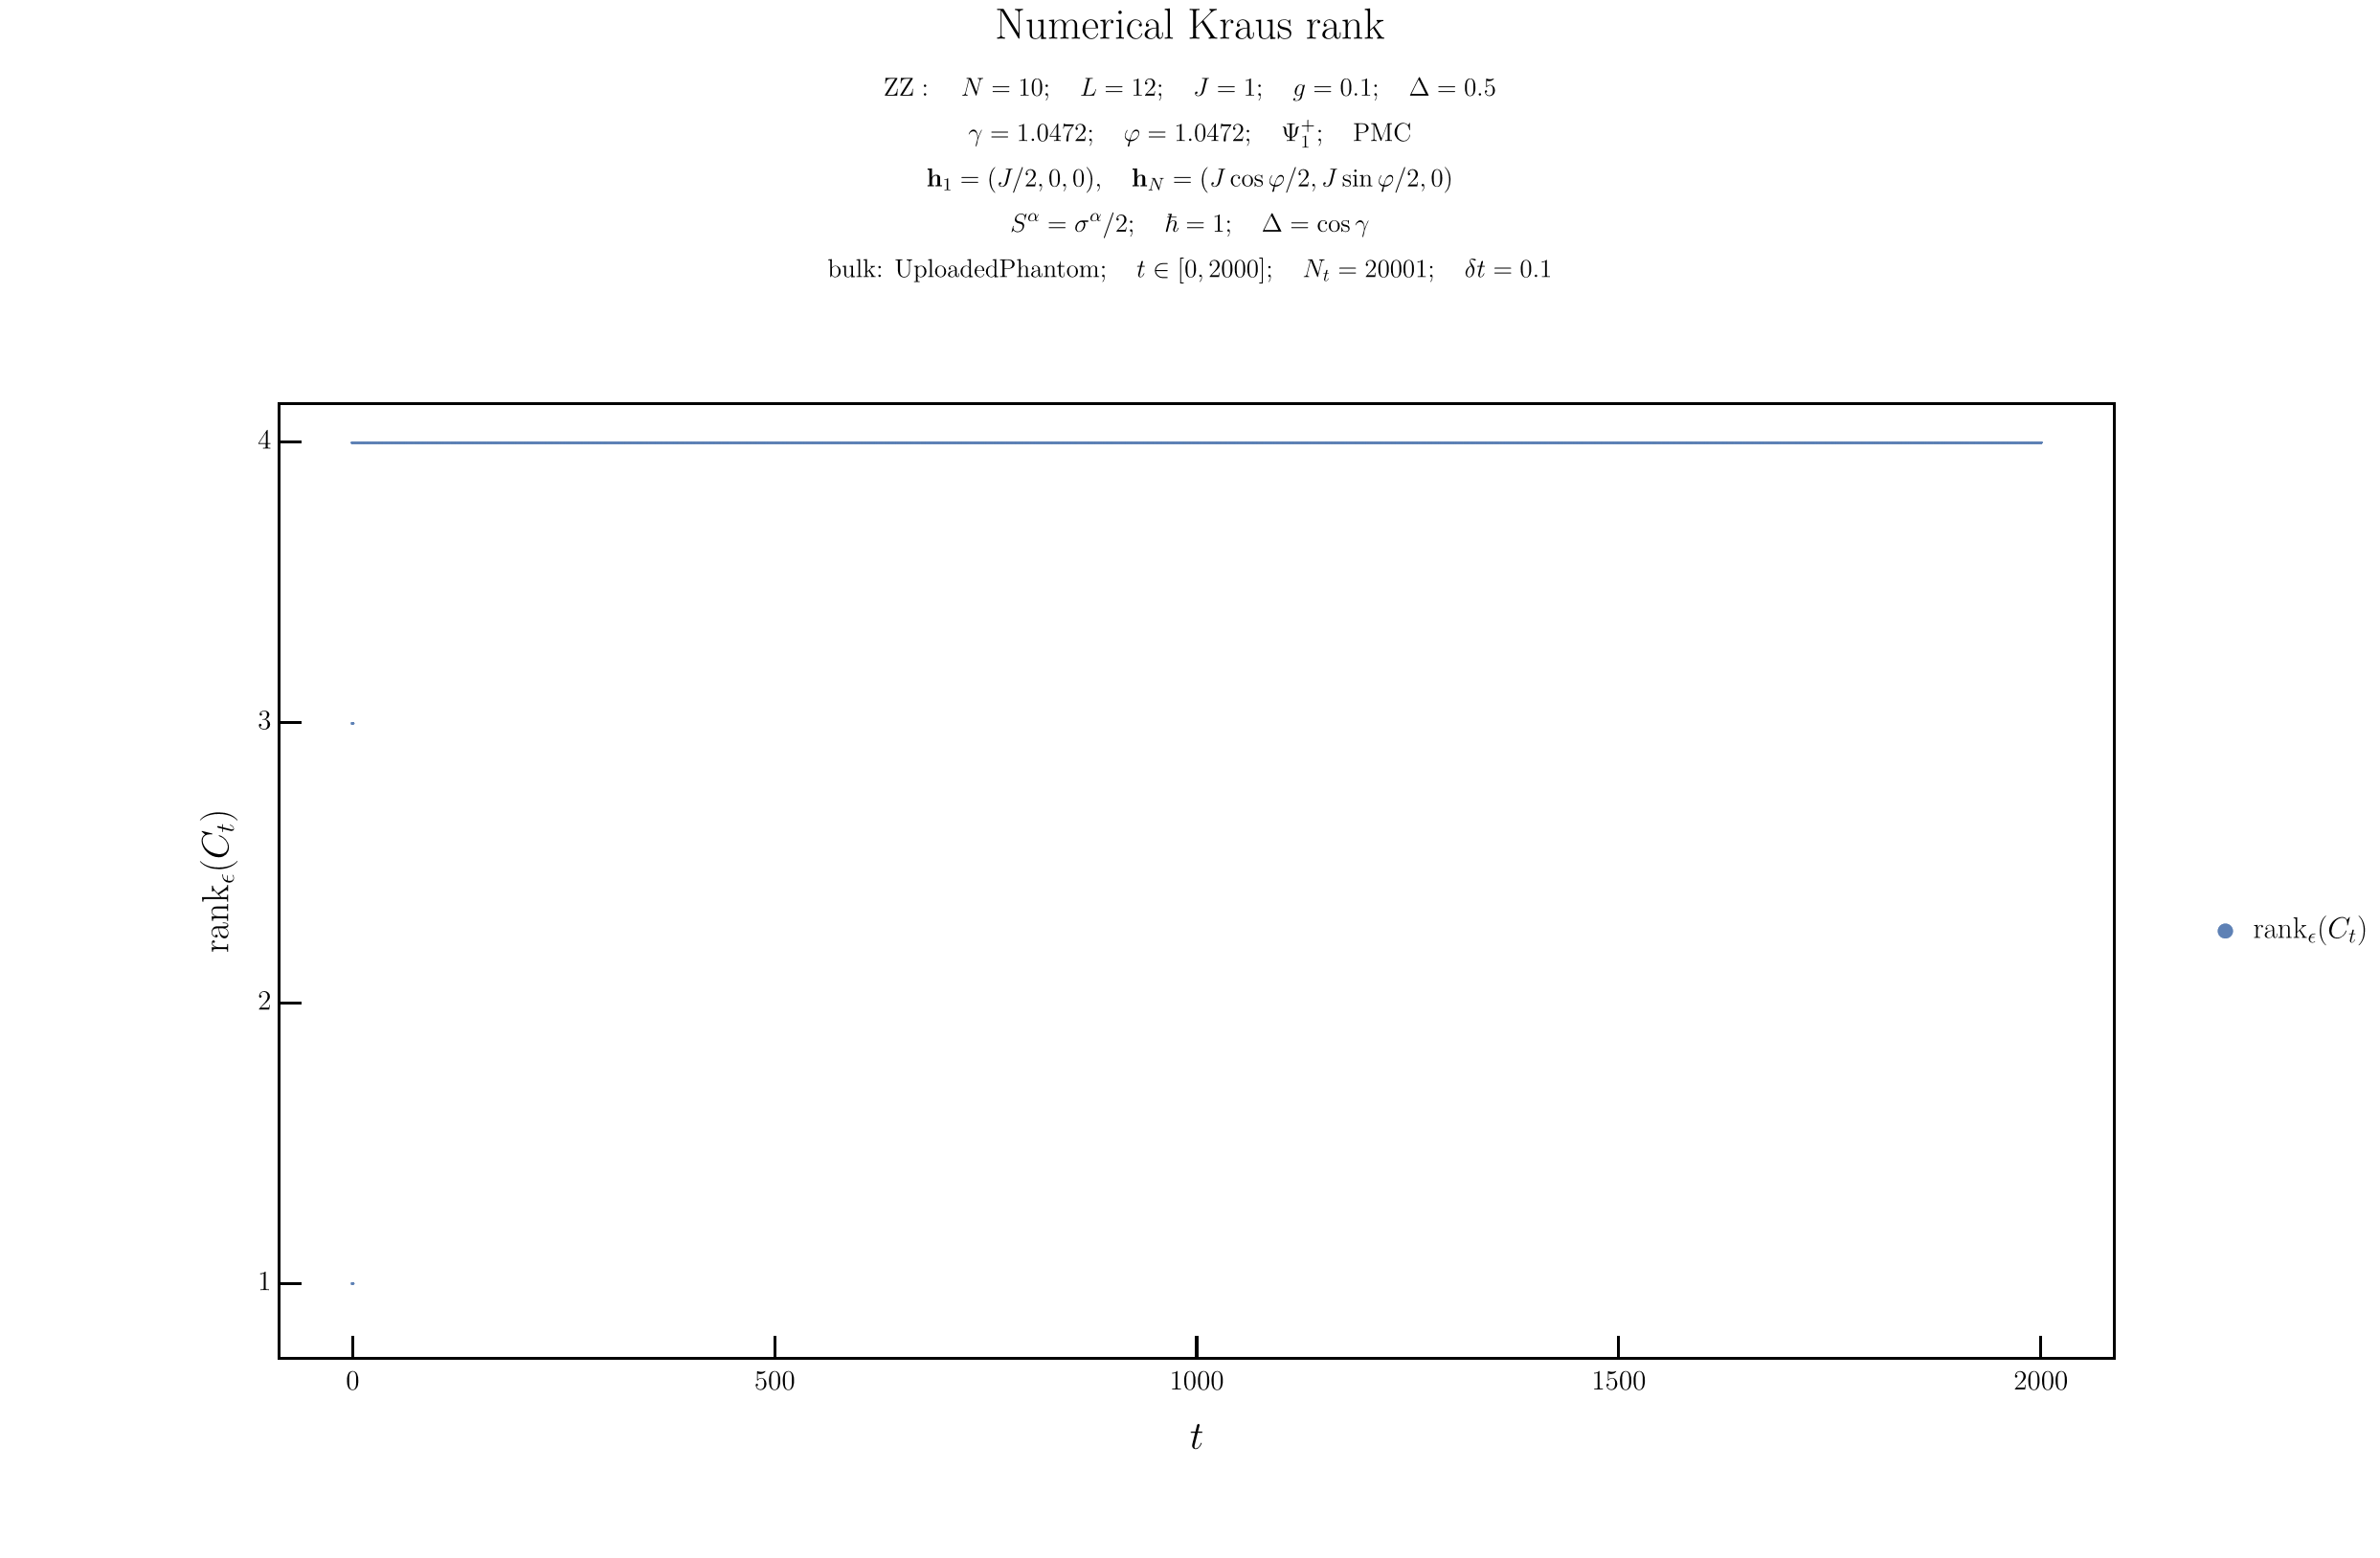 Numerical Kraus rank
ZZ :  N = 10;  L = 12;  J = 1;  g = 0.1;  Δ = 0.5
γ = 1.0472;  φ = 1.0472;  Ψ₁⁺;  PMC
𝐡₁ = (J/2, 0, 0),  𝐡_N = (J cos φ/2, J sin φ/2, 0)
S^α = σ^α/2;  ħ = 1;  Δ = cos γ
bulk: UploadedPhantom;  t ∈ [0, 2000];  N_t = 20001;  δt = 0.1
4
3
2
1
rank_ϵ(C_t)
0 500 1000 1500 2000
t
rank_ϵ(C_t)